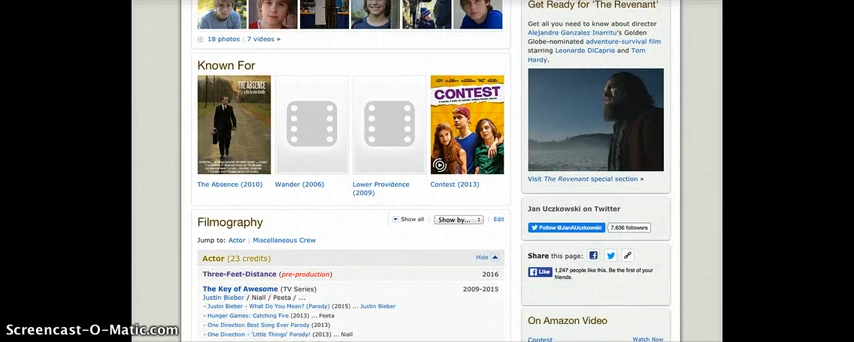 18 photos | 7 videos »
Known For
THE ABSENCE
CONTEST
The Absence (2010)
Wander (2006)
Lower Providence
(2009)
Contest (2013)
Filmography
Show all
Show by...
Edit
Jump to: Actor | Miscellaneous Crew
Actor (23 credits)
Hide
Three-Feet-Distance (pre-production)
2016
The Key of Awesome (TV Series)
2009-2015
Justin Bieber / Niall / Peeta / ...
- Justin Bieber - What Do You Mean? (Parody) (2015) ... Justin Bieber
- Hunger Games: Catching Fire (2013) ... Peeta
- One Direction Best Song Ever Parody (2013)
- One Direction - 'Little Things' Parody! (2013) ... Niall
Get Ready for 'The Revenant'
Get all you need to know about director
Alejandro Gonzalez Inarritu's Golden
Globe-nominated adventure-survival film
starring Leonardo DiCaprio and Tom
Hardy.
Visit The Revenant special section »
Jan Uczkowski on Twitter
Follow @JanAUczkowski
7,636 followers
Share this page:
Like
1,247 people like this. Be the first of your
friends.
On Amazon Video
Contest
Watch Now
Screencast-O-Matic.com